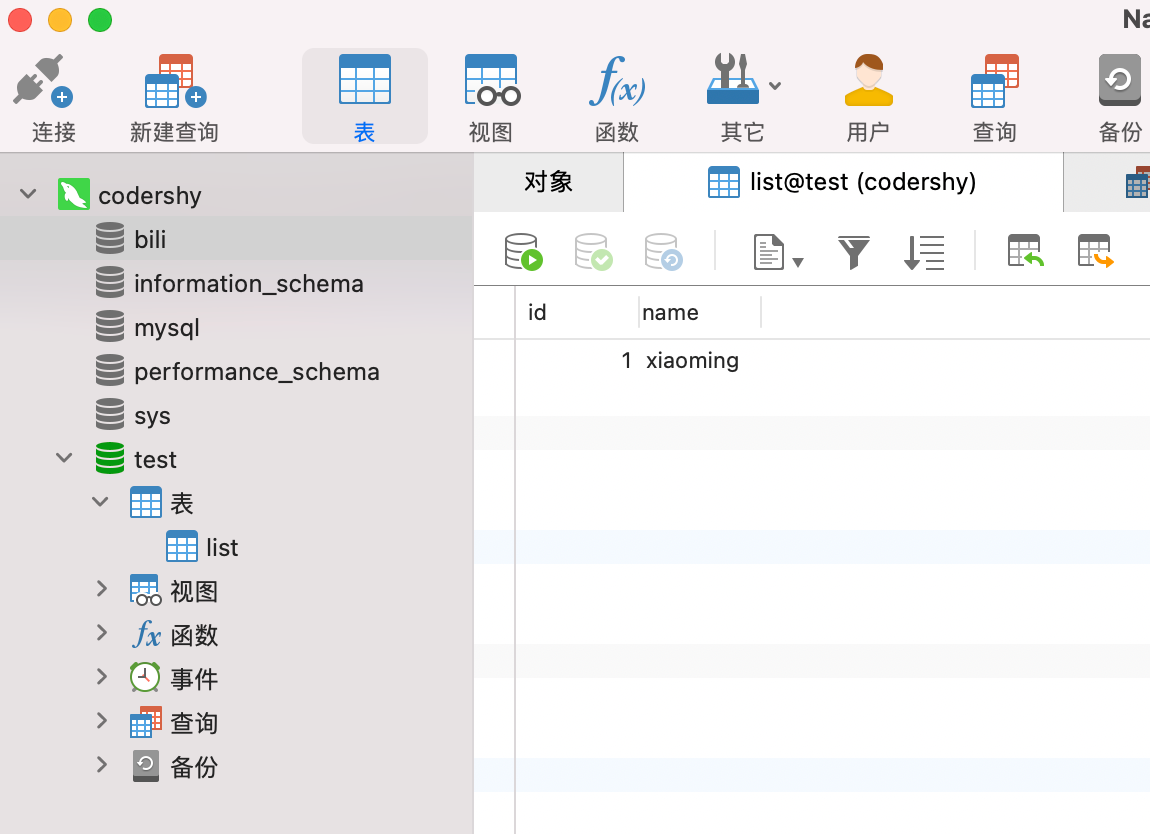 Na
连接 新建查询 表 视图 函数 其它 用户 查询 备份
codershy
bili
information_schema
mysql
performance_schema
sys
test
表
list
视图
函数
事件
查询
备份
对象 list@test (codershy)
id name
1 xiaoming